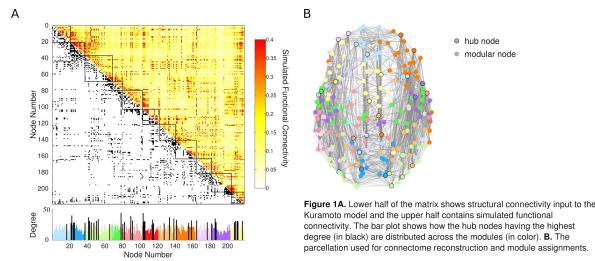 A
0
20
40
60
80
100
120
140
160
180
200
Node Number
0.4
0.35
0.3
0.25
0.2
0.15
0.1
0.05
0
Simulated Functional
Connectivity
50
0
Degree
0 20 40 60 80 100 120 140 160 180 200
Node Number
B
hub node
modular node
Figure 1A. Lower half of the matrix shows structural connectivity input to the
Kuramoto model and the upper half contains simulated functional
connectivity. The bar plot shows how the hub nodes having the highest
degree (in black) are distributed across the modules (in color). B. The
parcellation used for connectome reconstruction and module assignments.